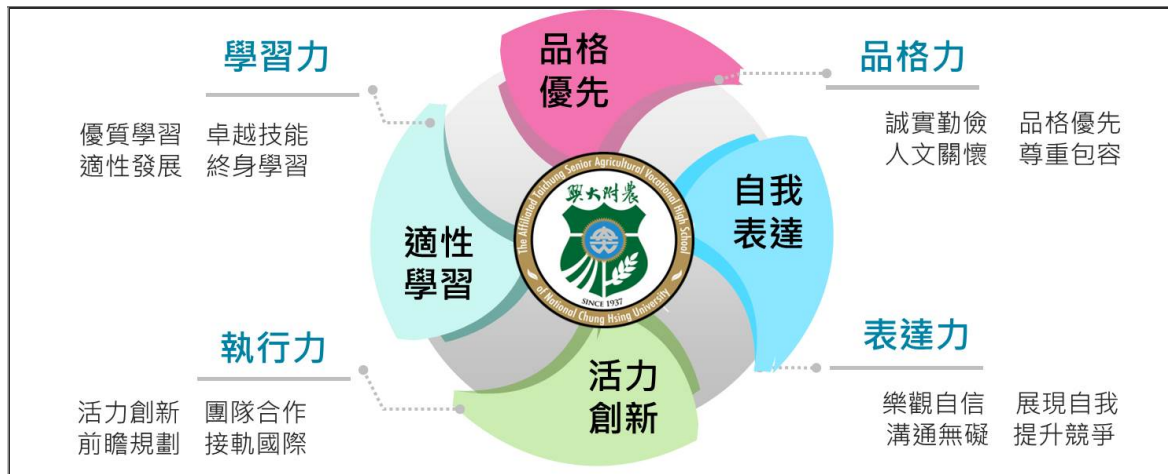 學習力
優質學習 卓越技能
適性發展 終身學習
品格
優先
品格力
誠實勤儉 品格優先
人文關懷 尊重包容
適性
學習
The Affiliated Taichung Senior Agricultural Vocational High School
of National Chung Hsing University
興大附農
SINCE 1937
自我
表達
執行力
活力創新 團隊合作
前瞻規劃 接軌國際
活力
創新
表達力
樂觀自信 展現自我
溝通無礙 提升競爭